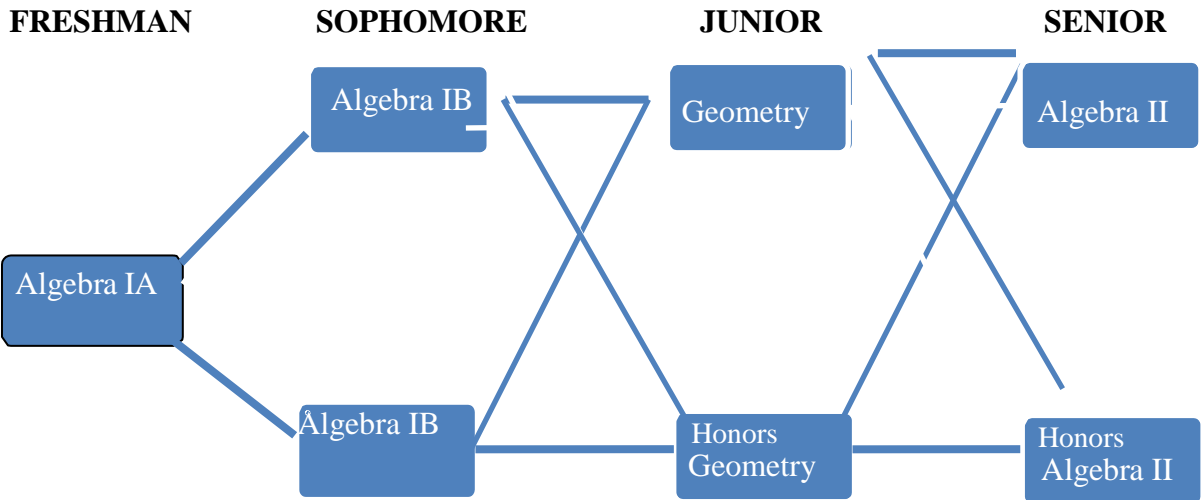 FRESHMAN SOPHOMORE JUNIOR SENIOR
Algebra IB
Geometry
Algebra II
Algebra IA
Ålgebra IB
Honors
Geometry
Honors
Algebra II